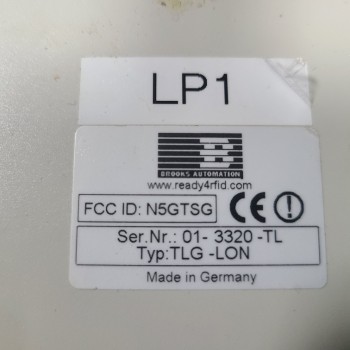 LP1
BROOKS AUTOMATION
www.ready4rfid.com
FCC ID: N5GTSG CE
Ser.Nr.: 01- 3320 -TL
Typ:TLG -LON
Made in Germany